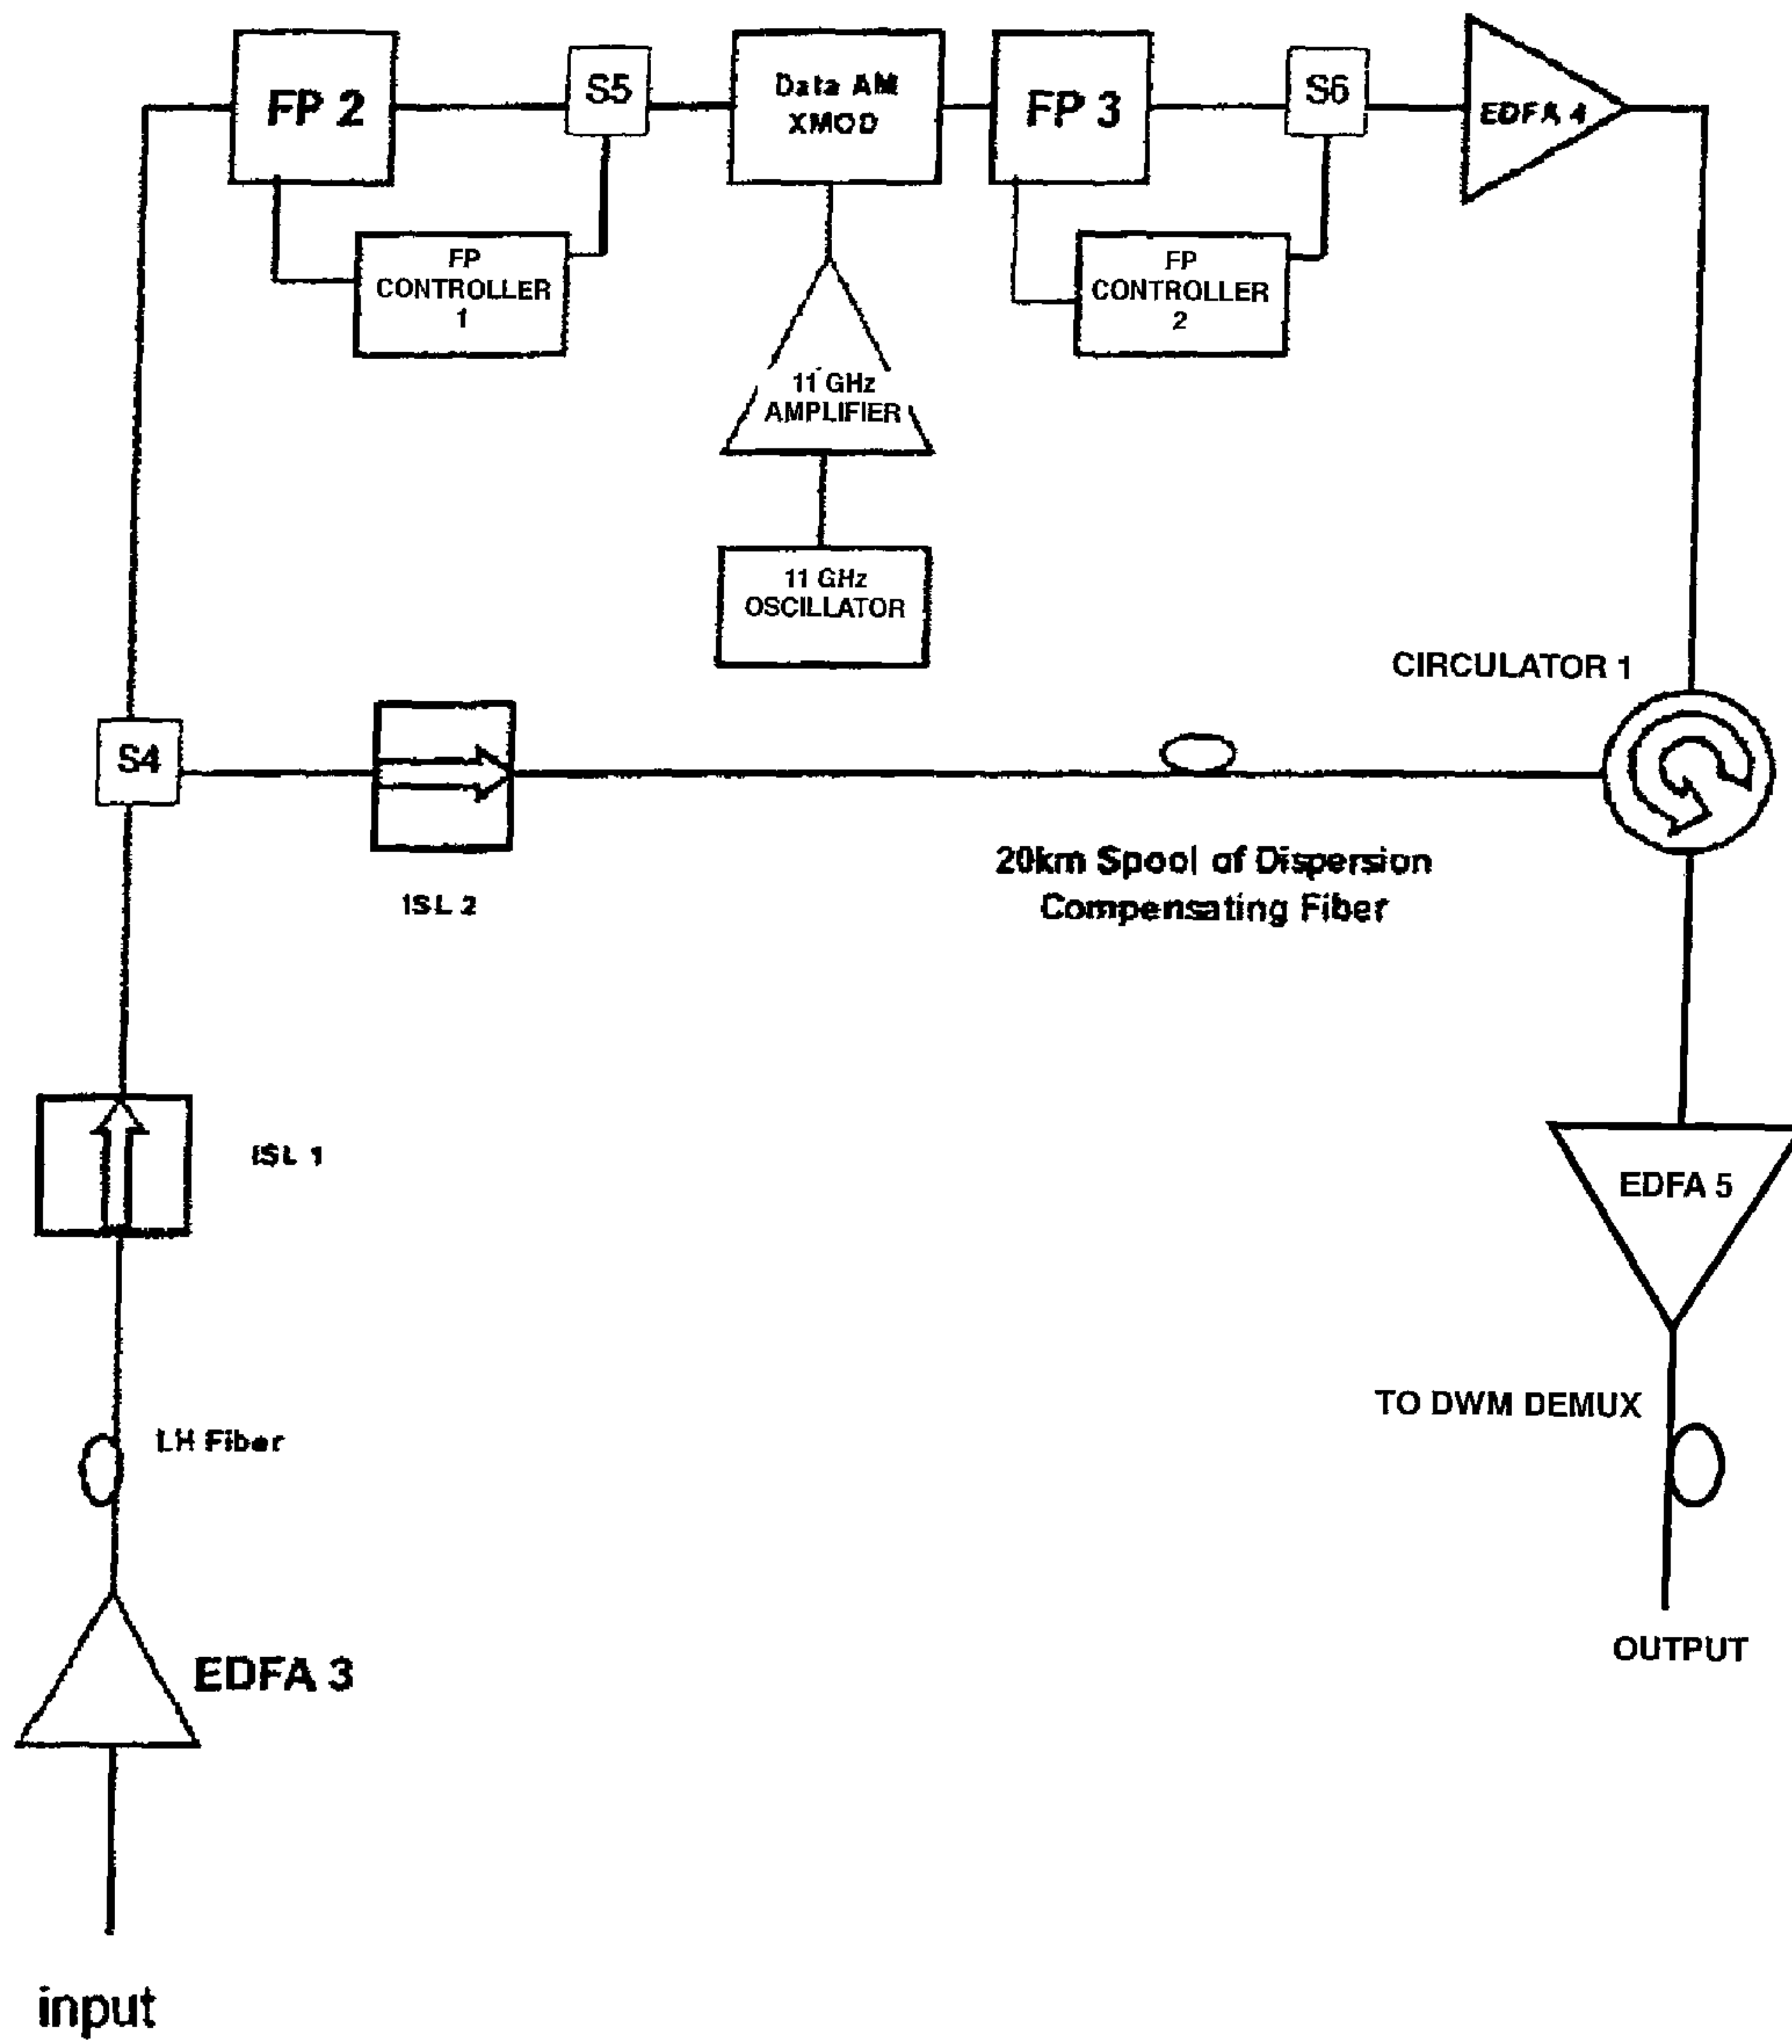 FP 2
S5
Data AM
XMOD
FP 3
S6
EDFA 4
FP
CONTROLLER
1
FP
CONTROLLER
2
11 GHz
AMPLIFIER
11 GHz
OSCILLATOR
CIRCULATOR 1
S4
ISL 2
20km Spool of Dispersion
Compensating Fiber
ISL 1
EDFA 5
TO DWM DEMUX
LH Fiber
OUTPUT
EDFA 3
input